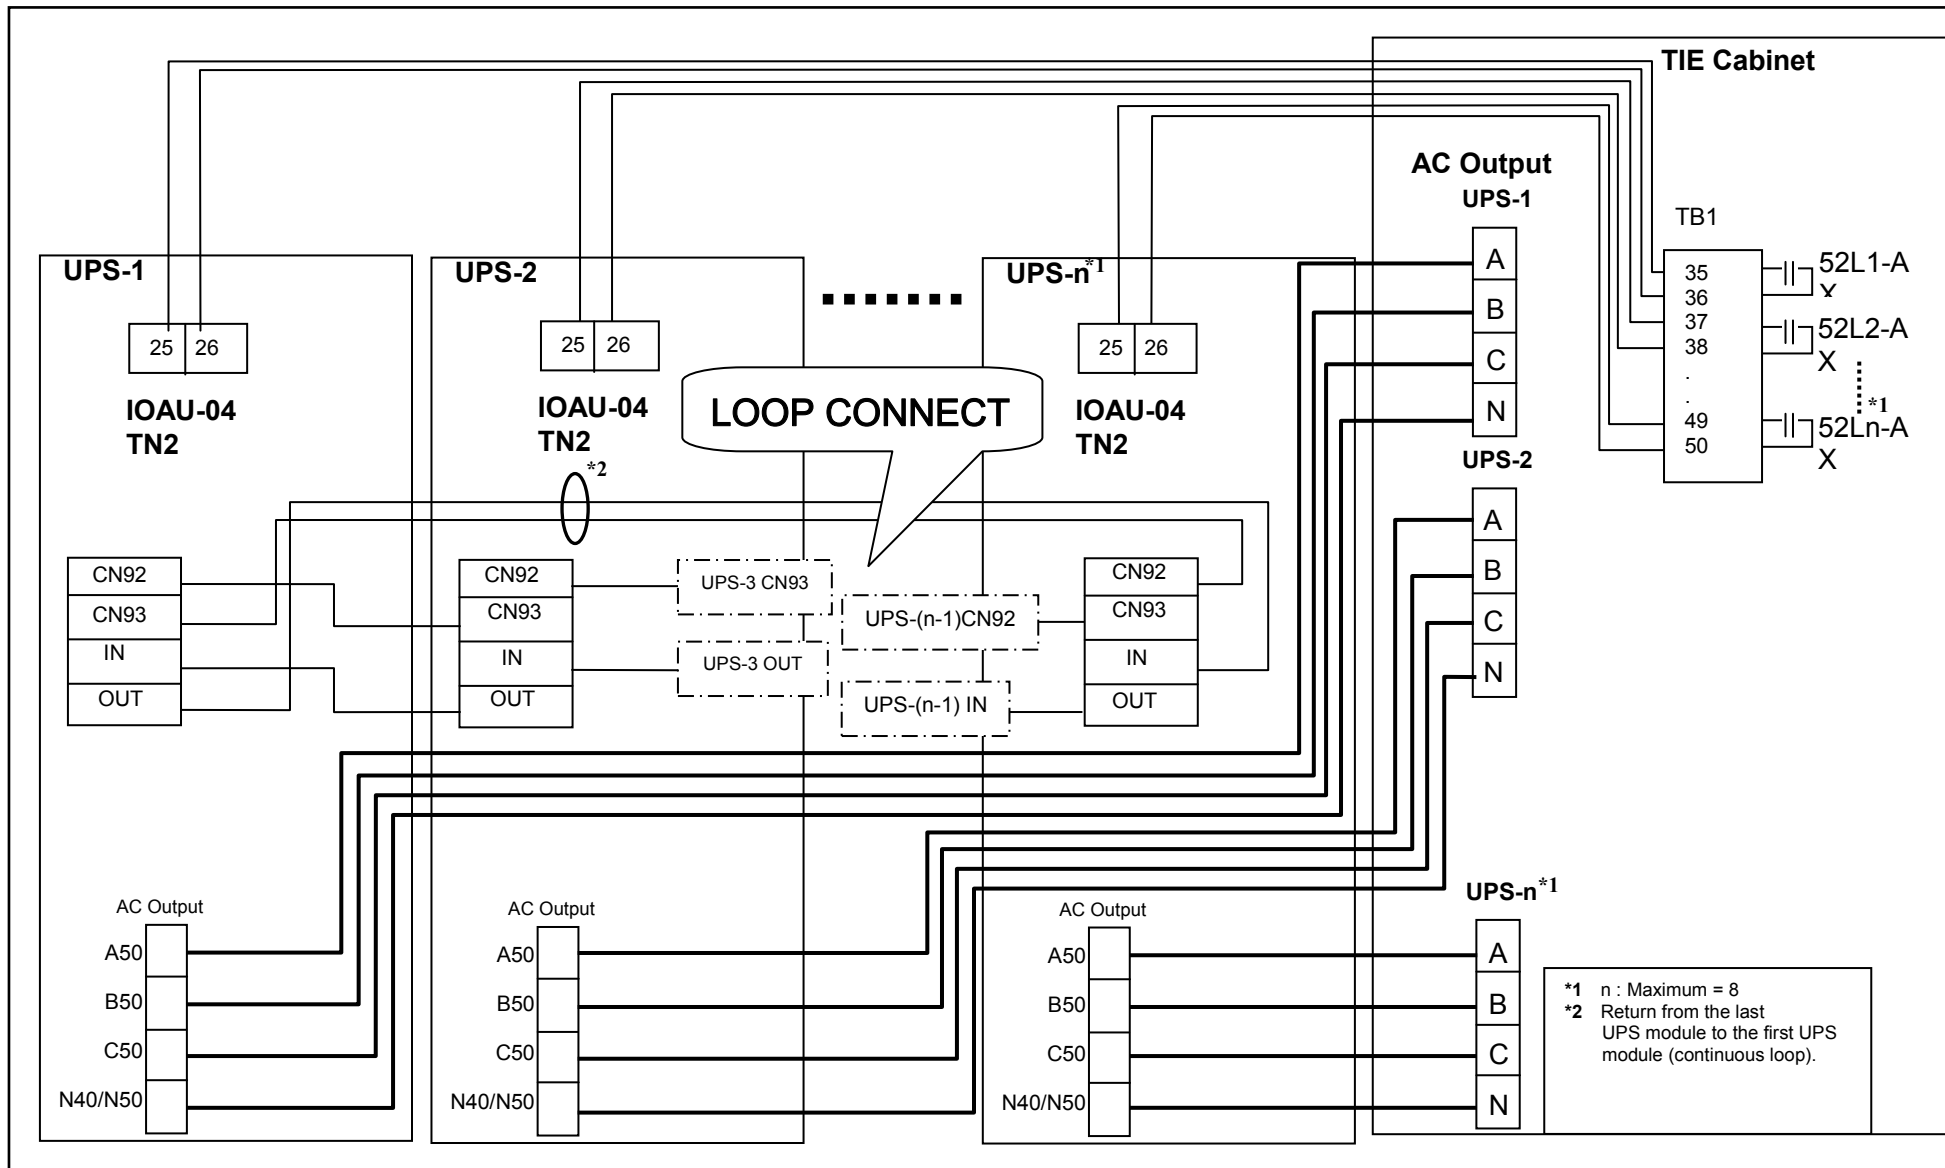 TIE Cabinet
AC Output
UPS-1
TB1
UPS-1
UPS-2
UPS-n*1
A
B
C
N
35
36
37
38
.
.
49
50
52L1-A
X
52L2-A
X
*1
52Ln-A
X
25 26
25 26
25 26
IOAU-04
TN2
IOAU-04
TN2
IOAU-04
TN2
LOOP CONNECT
*2
UPS-2
A
B
C
N
CN92
CN93
IN
OUT
CN92
CN93
IN
OUT
UPS-3 CN93
UPS-3 OUT
UPS-(n-1)CN92
UPS-(n-1) IN
CN92
CN93
IN
OUT
AC Output
A50
B50
C50
N40/N50
AC Output
A50
B50
C50
N40/N50
AC Output
A50
B50
C50
N40/N50
UPS-n*1
A
B
C
N
*1 n : Maximum = 8
*2 Return from the last
UPS module to the first UPS
module (continuous loop).